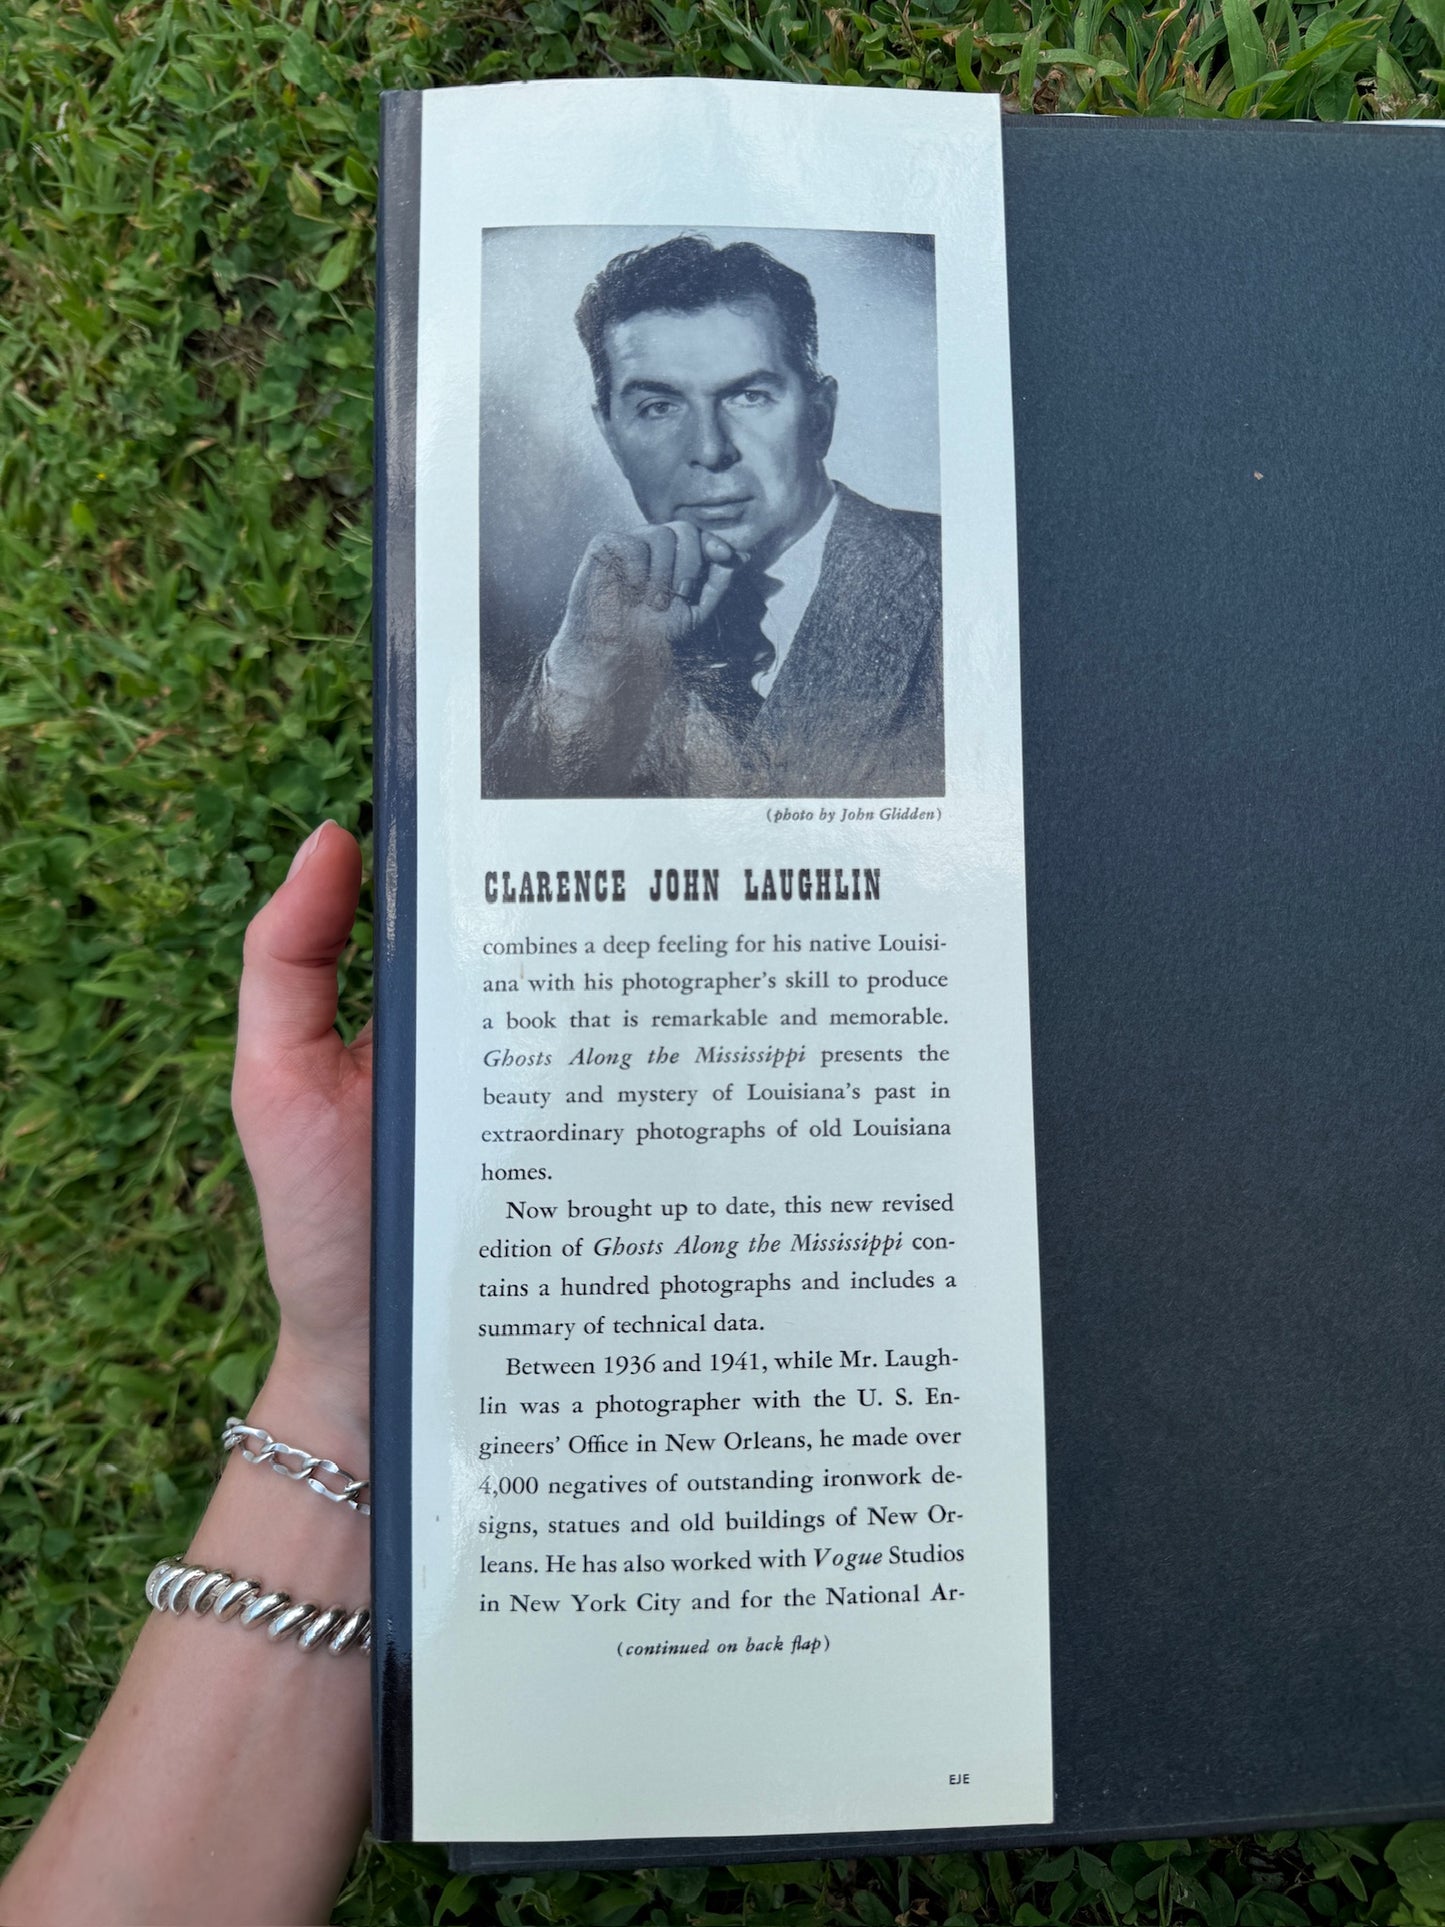 (photo by John Glidden)
CLARENCE JOHN LAUGHLIN
combines a deep feeling for his native Louisi-
ana with his photographer's skill to produce
a book that is remarkable and memorable.
Ghosts Along the Mississippi presents the
beauty and mystery of Louisiana's past in
extraordinary photographs of old Louisiana
homes.
Now brought up to date, this new revised
edition of Ghosts Along the Mississippi con-
tains a hundred photographs and includes a
summary of technical data.
Between 1936 and 1941, while Mr. Laugh-
lin was a photographer with the U. S. En-
gineers' Office in New Orleans, he made over
4,000 negatives of outstanding ironwork de-
signs, statues and old buildings of New Or-
leans. He has also worked with Vogue Studios
in New York City and for the National Ar-
(continued on back flap)
EJE